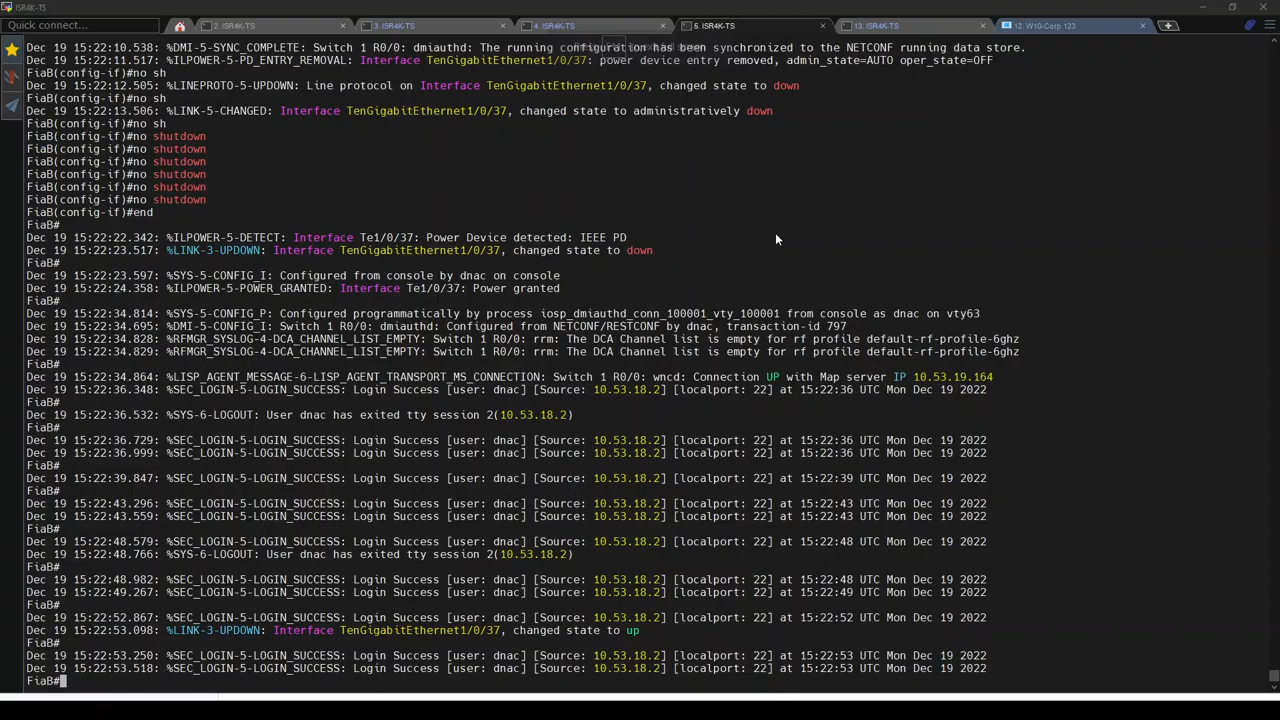 Quick connect...
2. ISR4K-TS
3. ISR4K-TS
4. ISR4K-TS
5. ISR4K-TS
13. ISR4K-TS
12. W10-Corp 123
Dec 19 15:22:10.538: %DMI-5-SYNC_COMPLETE: Switch 1 R0/0: dmiauthd: The running configuration has been synchronized to the NETCONF running data store.
Dec 19 15:22:11.517: %ILPOWER-5-PD_ENTRY_REMOVAL: Interface TenGigabitEthernet1/0/37: power device entry removed, admin_state=AUTO oper_state=OFF
FiaB(config-if)#no sh
Dec 19 15:22:12.505: %LINEPROTO-5-UPDOWN: Line protocol on Interface TenGigabitEthernet1/0/37, changed state to down
FiaB(config-if)#no sh
Dec 19 15:22:13.506: %LINK-5-CHANGED: Interface TenGigabitEthernet1/0/37, changed state to administratively down
FiaB(config-if)#no sh
FiaB(config-if)#no shutdown
FiaB(config-if)#no shutdown
FiaB(config-if)#no shutdown
FiaB(config-if)#no shutdown
FiaB(config-if)#no shutdown
FiaB(config-if)#no shutdown
FiaB(config-if)#end
FiaB#
Dec 19 15:22:22.342: %ILPOWER-5-DETECT: Interface Te1/0/37: Power Device detected: IEEE PD
Dec 19 15:22:23.517: %LINK-3-UPDOWN: Interface TenGigabitEthernet1/0/37, changed state to down
FiaB#
Dec 19 15:22:23.597: %SYS-5-CONFIG_I: Configured from console by dnac on console
Dec 19 15:22:24.358: %ILPOWER-5-POWER_GRANTED: Interface Te1/0/37: Power granted
FiaB#
Dec 19 15:22:34.814: %SYS-5-CONFIG_P: Configured programmatically by process iosp_dmiauthd_conn_100001_vty_100001 from console as dnac on vty63
Dec 19 15:22:34.695: %DMI-5-CONFIG_I: Switch 1 R0/0: dmiauthd: Configured from NETCONF/RESTCONF by dnac, transaction-id 797
Dec 19 15:22:34.828: %RFMGR_SYSLOG-4-DCA_CHANNEL_LIST_EMPTY: Switch 1 R0/0: rrm: The DCA Channel list is empty for rf profile default-rf-profile-6ghz
Dec 19 15:22:34.829: %RFMGR_SYSLOG-4-DCA_CHANNEL_LIST_EMPTY: Switch 1 R0/0: rrm: The DCA Channel list is empty for rf profile default-rf-profile-6ghz
FiaB#
Dec 19 15:22:34.864: %LISP_AGENT_MESSAGE-6-LISP_AGENT_TRANSPORT_MS_CONNECTION: Switch 1 R0/0: wncd: Connection UP with Map server IP 10.53.19.164
Dec 19 15:22:36.348: %SEC_LOGIN-5-LOGIN_SUCCESS: Login Success [user: dnac] [Source: 10.53.18.2] [localport: 22] at 15:22:36 UTC Mon Dec 19 2022
FiaB#
Dec 19 15:22:36.532: %SYS-6-LOGOUT: User dnac has exited tty session 2(10.53.18.2)
FiaB#
Dec 19 15:22:36.729: %SEC_LOGIN-5-LOGIN_SUCCESS: Login Success [user: dnac] [Source: 10.53.18.2] [localport: 22] at 15:22:36 UTC Mon Dec 19 2022
Dec 19 15:22:36.999: %SEC_LOGIN-5-LOGIN_SUCCESS: Login Success [user: dnac] [Source: 10.53.18.2] [localport: 22] at 15:22:36 UTC Mon Dec 19 2022
FiaB#
Dec 19 15:22:39.847: %SEC_LOGIN-5-LOGIN_SUCCESS: Login Success [user: dnac] [Source: 10.53.18.2] [localport: 22] at 15:22:39 UTC Mon Dec 19 2022
FiaB#
Dec 19 15:22:43.296: %SEC_LOGIN-5-LOGIN_SUCCESS: Login Success [user: dnac] [Source: 10.53.18.2] [localport: 22] at 15:22:43 UTC Mon Dec 19 2022
Dec 19 15:22:43.559: %SEC_LOGIN-5-LOGIN_SUCCESS: Login Success [user: dnac] [Source: 10.53.18.2] [localport: 22] at 15:22:43 UTC Mon Dec 19 2022
FiaB#
Dec 19 15:22:48.579: %SEC_LOGIN-5-LOGIN_SUCCESS: Login Success [user: dnac] [Source: 10.53.18.2] [localport: 22] at 15:22:48 UTC Mon Dec 19 2022
Dec 19 15:22:48.766: %SYS-6-LOGOUT: User dnac has exited tty session 2(10.53.18.2)
FiaB#
Dec 19 15:22:48.982: %SEC_LOGIN-5-LOGIN_SUCCESS: Login Success [user: dnac] [Source: 10.53.18.2] [localport: 22] at 15:22:48 UTC Mon Dec 19 2022
Dec 19 15:22:49.267: %SEC_LOGIN-5-LOGIN_SUCCESS: Login Success [user: dnac] [Source: 10.53.18.2] [localport: 22] at 15:22:49 UTC Mon Dec 19 2022
FiaB#
Dec 19 15:22:52.867: %SEC_LOGIN-5-LOGIN_SUCCESS: Login Success [user: dnac] [Source: 10.53.18.2] [localport: 22] at 15:22:52 UTC Mon Dec 19 2022
Dec 19 15:22:53.098: %LINK-3-UPDOWN: Interface TenGigabitEthernet1/0/37, changed state to up
FiaB#
Dec 19 15:22:53.250: %SEC_LOGIN-5-LOGIN_SUCCESS: Login Success [user: dnac] [Source: 10.53.18.2] [localport: 22] at 15:22:53 UTC Mon Dec 19 2022
Dec 19 15:22:53.518: %SEC_LOGIN-5-LOGIN_SUCCESS: Login Success [user: dnac] [Source: 10.53.18.2] [localport: 22] at 15:22:53 UTC Mon Dec 19 2022
FiaB#